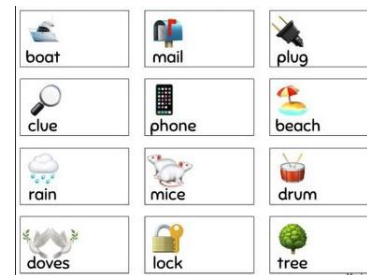 boat mail plug
clue phone beach
rain mice drum
doves lock tree